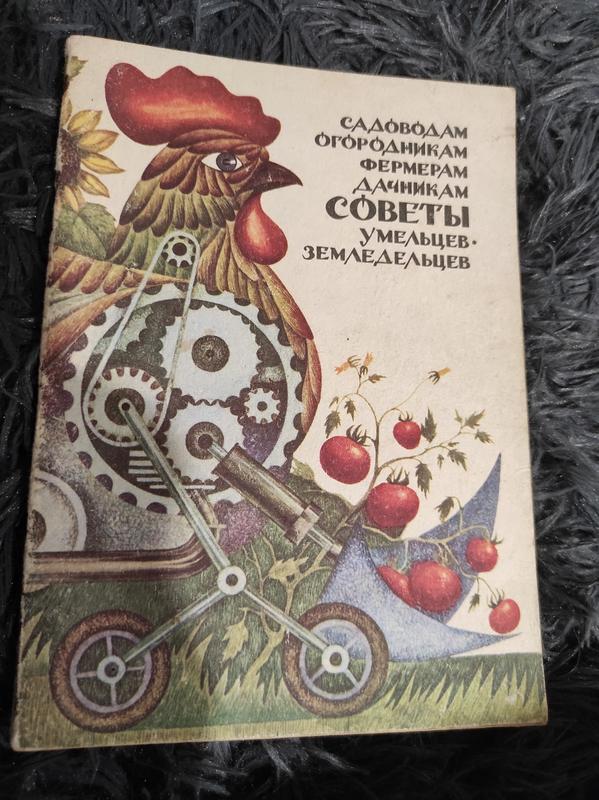 САДОВОДАМ
ОГОРОДНИКАМ
ФЕРМЕРАМ
ДАЧНИКАМ
СОВЕТЫ
УМЕЛЬЦЕВ-
ЗЕМЛЕДЕЛЬЦЕВ